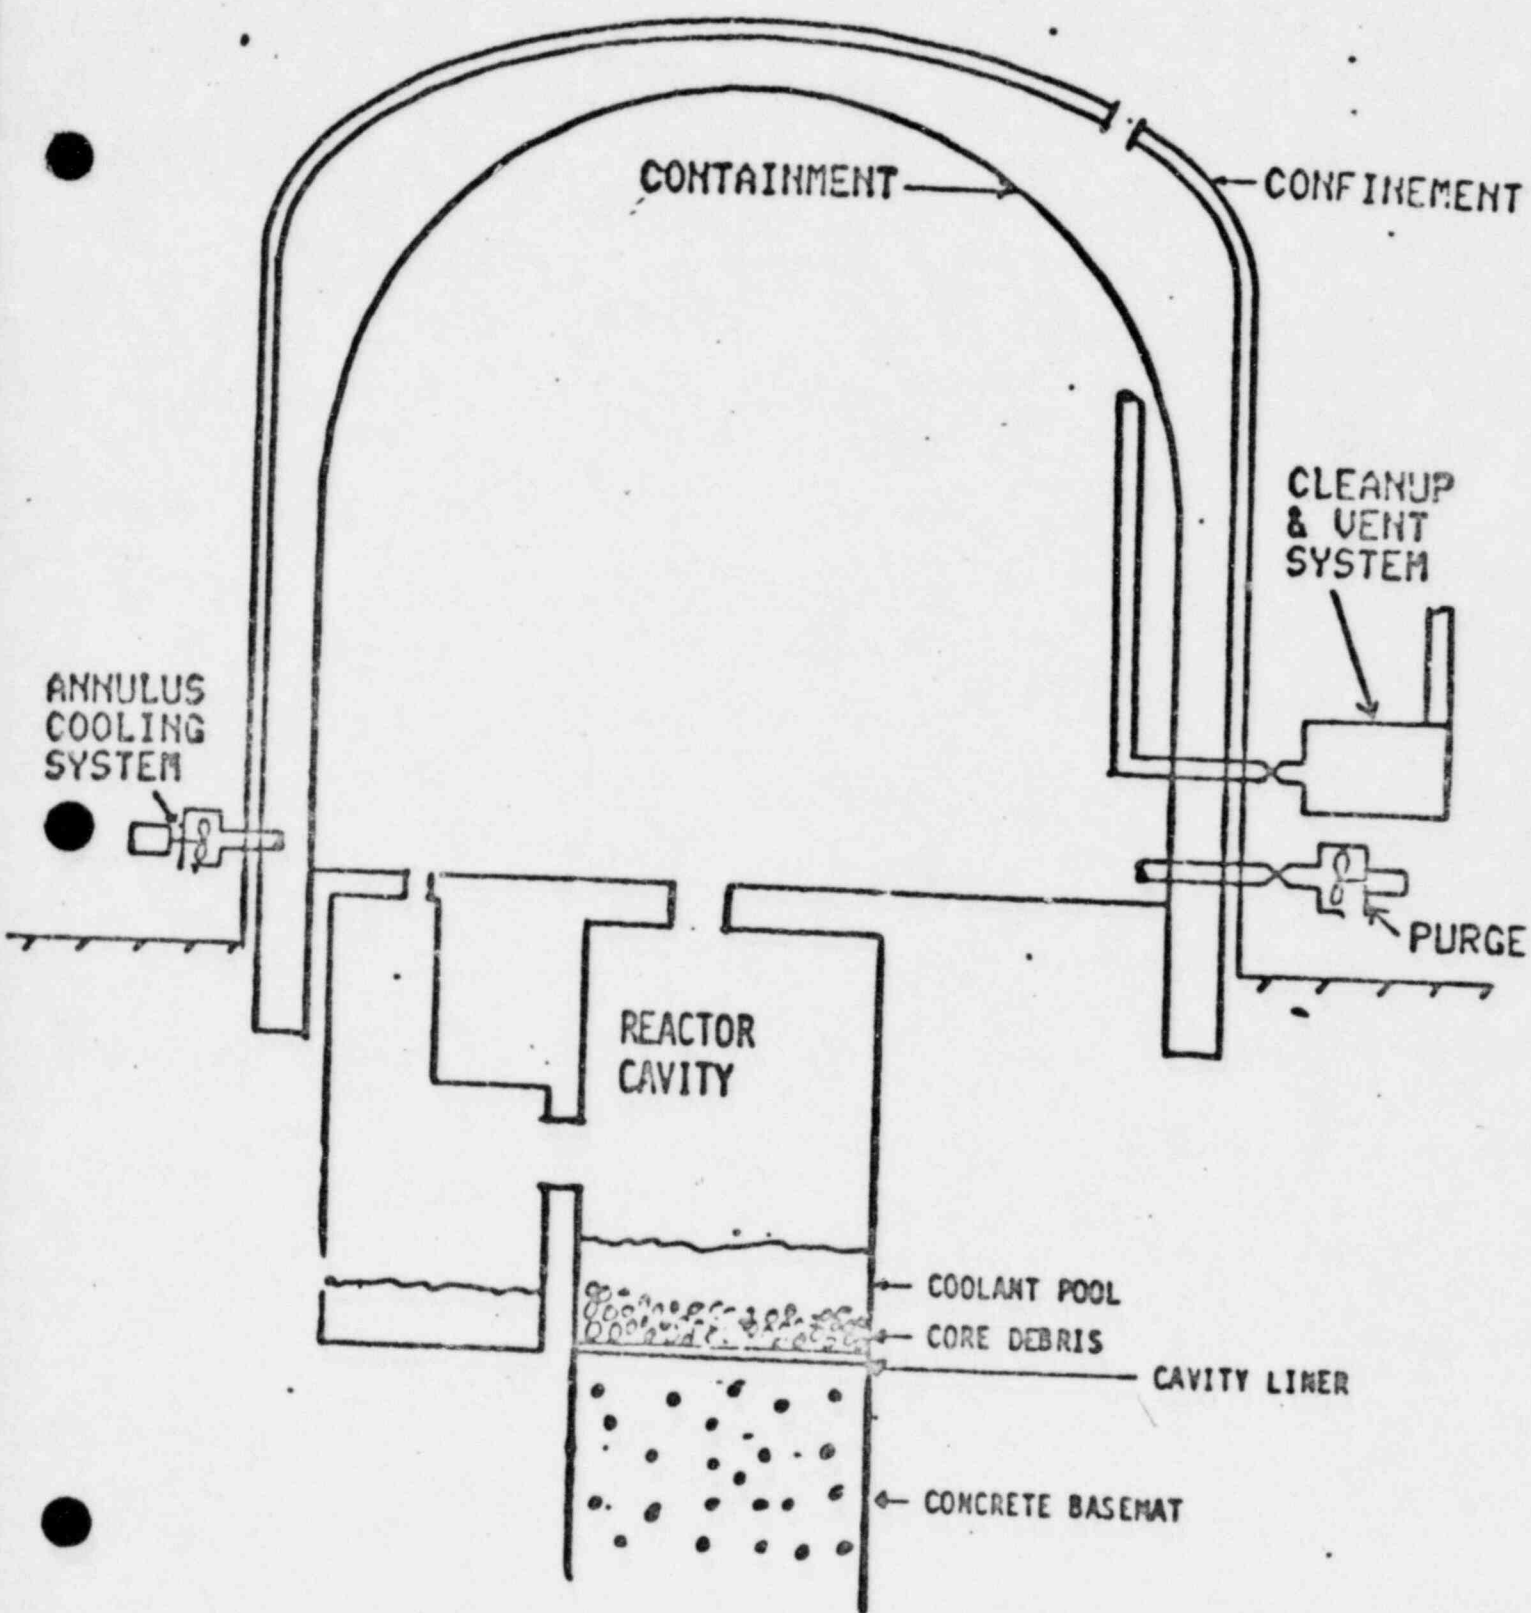 CONTAINMENT
CONFINEMENT
CLEANUP
& VENT
SYSTEM
ANNULUS
COOLING
SYSTEM
PURGE
REACTOR
CAVITY
COOLANT POOL
CORE DEBRIS
CAVITY LINER
CONCRETE BASEMAT